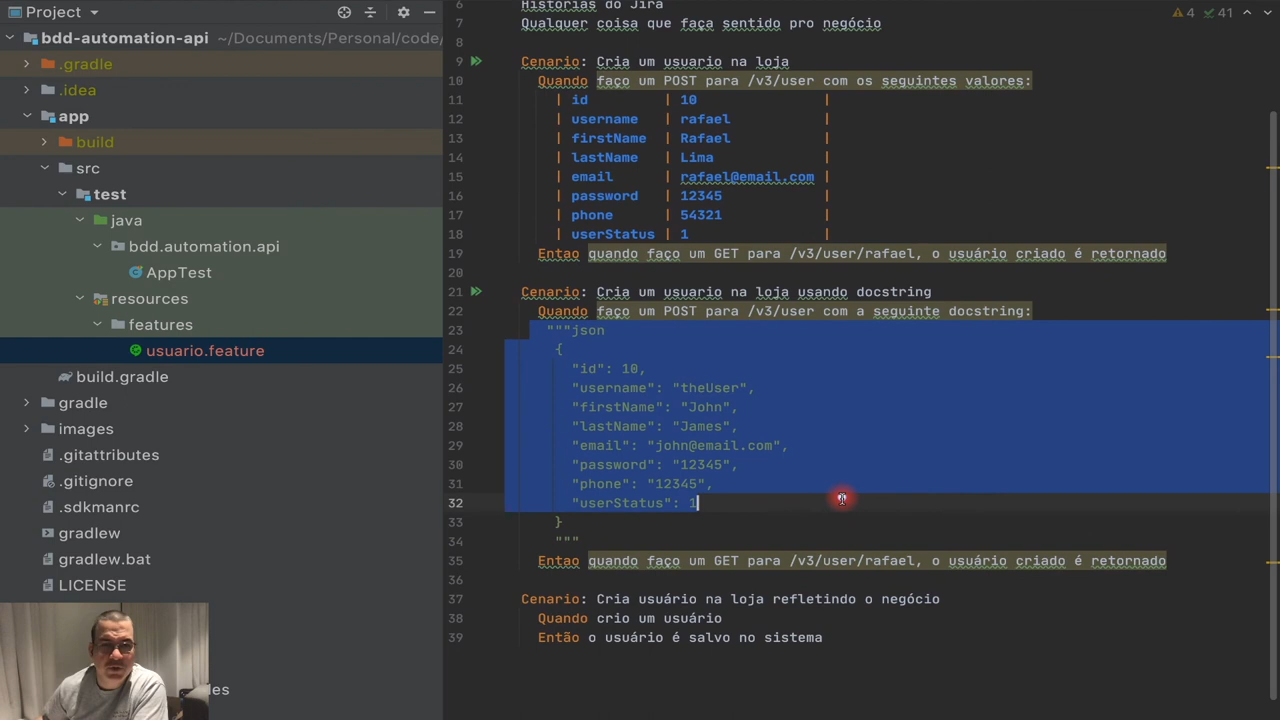 Project
bdd-automation-api ~/Documents/Personal/code/
.gradle
.idea
app
build
src
test
java
bdd.automation.api
AppTest
resources
features
usuario.feature
build.gradle
gradle
images
.gitattributes
.gitignore
.sdkmanrc
gradlew
gradlew.bat
LICENSE
les
4 41
6 Historias do Jira
7 Qualquer coisa que faça sentido pro negócio
8
9 Cenario: Cria um usuario na loja
10 Quando faço um POST para /v3/user com os seguintes valores:
11 | id | 10 |
12 | username | rafael |
13 | firstName | Rafael |
14 | lastName | Lima |
15 | email | rafael@email.com |
16 | password | 12345 |
17 | phone | 54321 |
18 | userStatus | 1 |
19 Entao quando faço um GET para /v3/user/rafael, o usuário criado é retornado
20
21 Cenario: Cria um usuario na loja usando docstring
22 Quando faço um POST para /v3/user com a seguinte docstring:
23 """json
24 {
25 "id": 10,
26 "username": "theUser",
27 "firstName": "John",
28 "lastName": "James",
29 "email": "john@email.com",
30 "password": "12345",
31 "phone": "12345",
32 "userStatus": 1
33 }
34 """
35 Entao quando faço um GET para /v3/user/rafael, o usuário criado é retornado
36
37 Cenario: Cria usuário na loja refletindo o negócio
38 Quando crio um usuário
39 Então o usuário é salvo no sistema